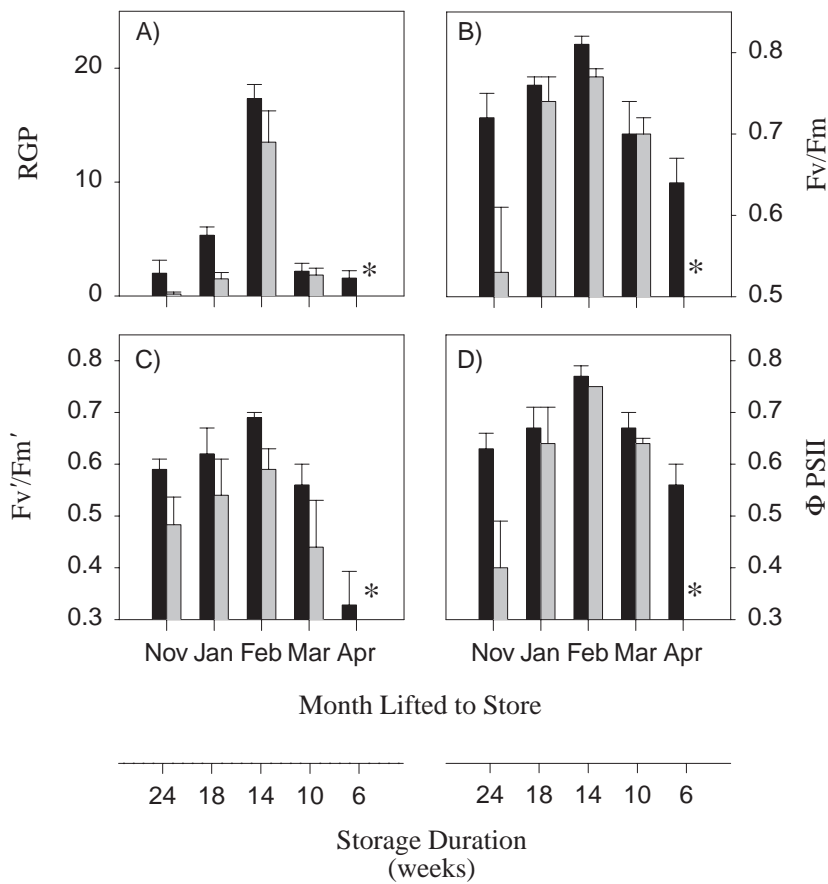 A)
20
10
0
RGP
B)
0.8
0.7
0.6
0.5
Fv/Fm
*
*
C)
0.8
0.7
0.6
0.5
0.4
0.3
Fv′/Fm′
*
D)
0.8
0.7
0.6
0.5
0.4
0.3
Φ PSII
*
Nov Jan Feb Mar Apr
Nov Jan Feb Mar Apr
Month Lifted to Store
24 18 14 10 6
24 18 14 10 6
Storage Duration
(weeks)